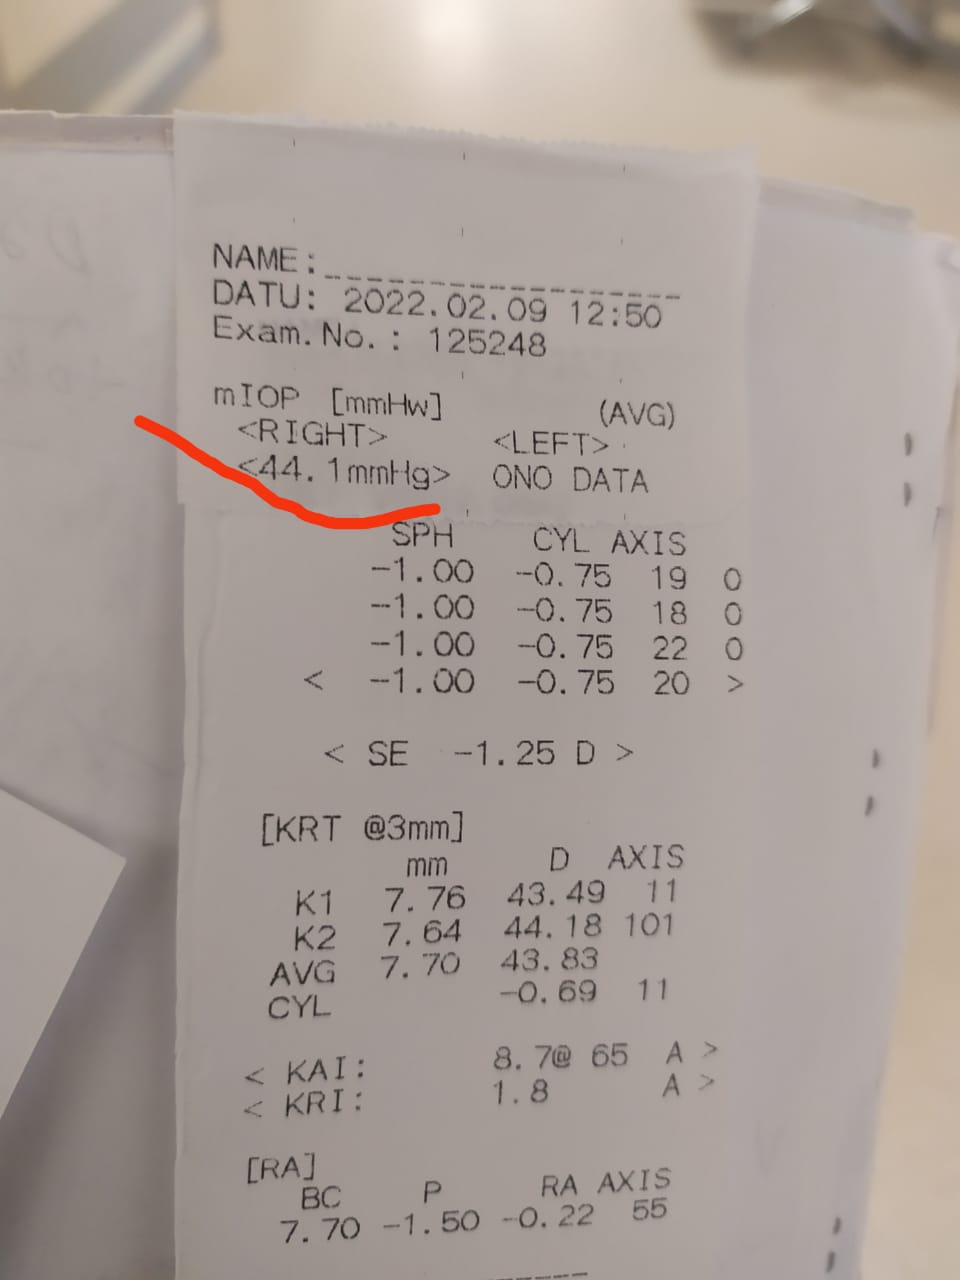 NAME:
DATU: 2022.02.09 12:50
Exam.No.: 125248
mIOP [mmHw] (AVG)
<RIGHT> <LEFT>
<44.1mmHg> ONO DATA
SPH CYL AXIS
-1.00 -0.75 19 O
-1.00 -0.75 18 O
-1.00 -0.75 22 O
< -1.00 -0.75 20 >
< SE -1.25 D >
[KRT @3mm]
mm D AXIS
K1 7.76 43.49 11
K2 7.64 44.18 101
AVG 7.70 43.83
CYL -0.69 11
< KAI: 8.7@ 65 A >
< KRI: 1.8 A >
[RA]
BC P RA AXIS
7.70 -1.50 -0.22 55